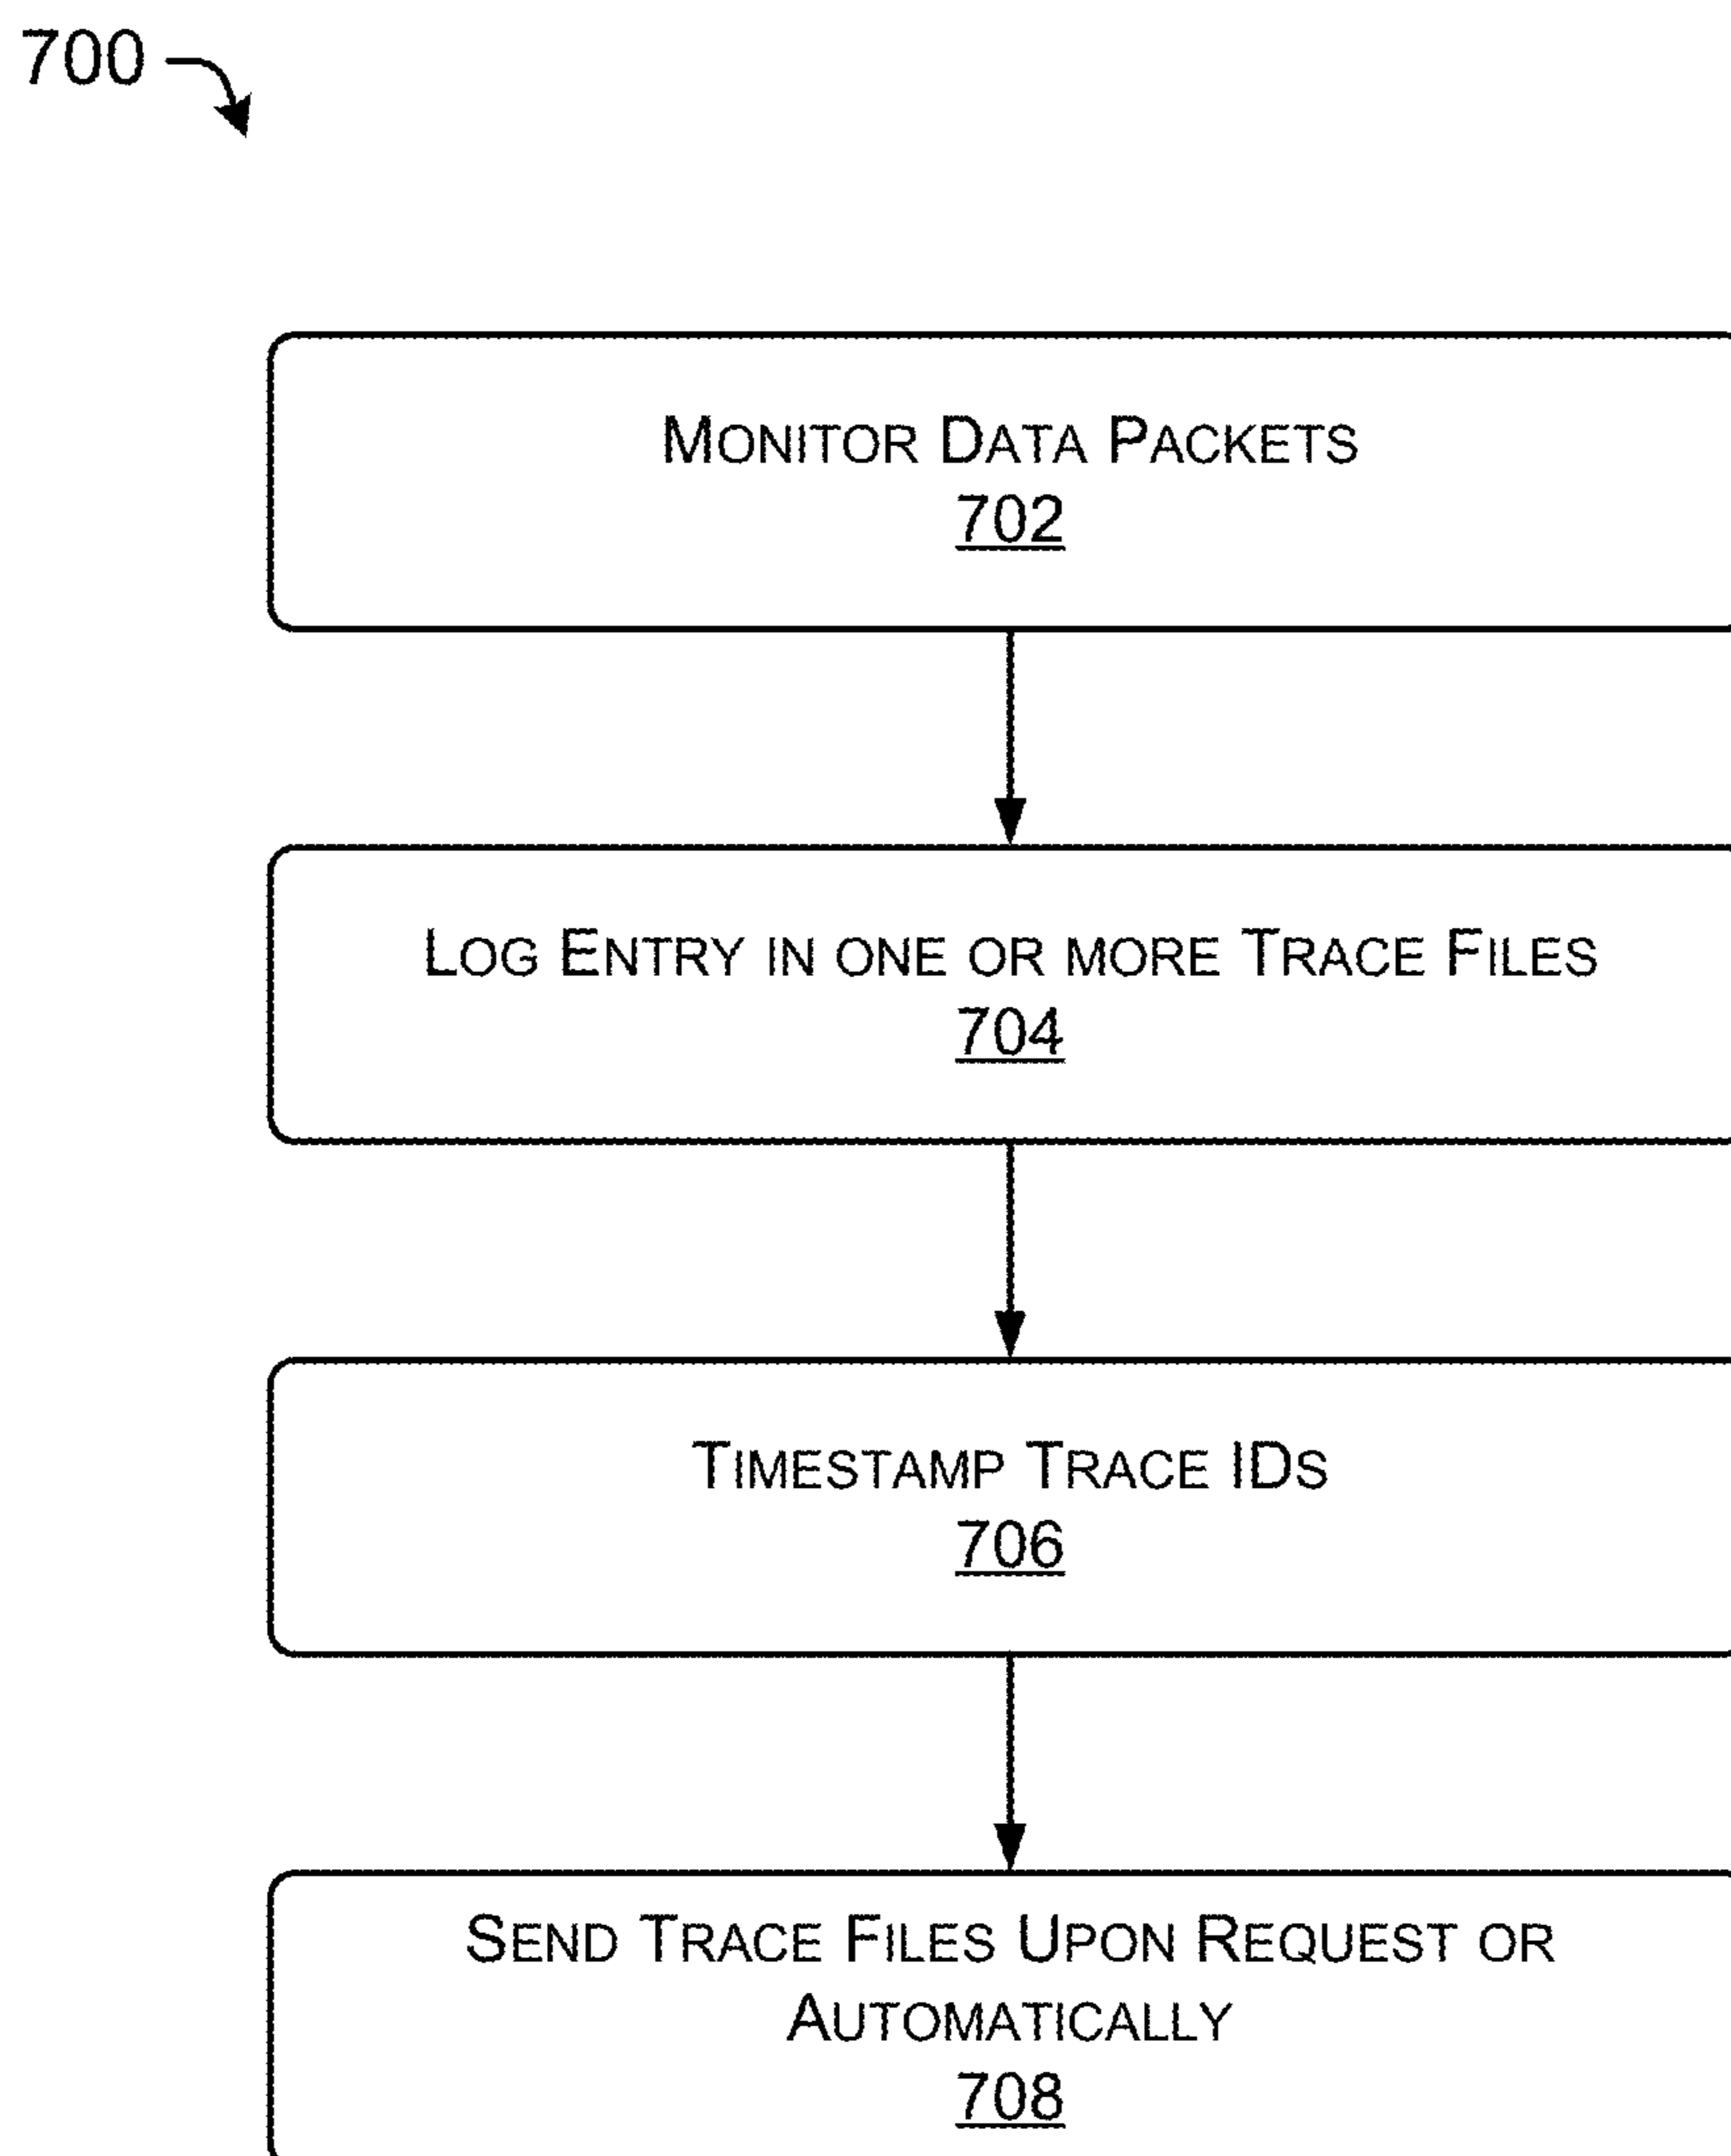 700
MONITOR DATA PACKETS
702
LOG ENTRY IN ONE OR MORE TRACE FILES
704
TIMESTAMP TRACE IDS
706
SEND TRACE FILES UPON REQUEST OR
AUTOMATICALLY
708